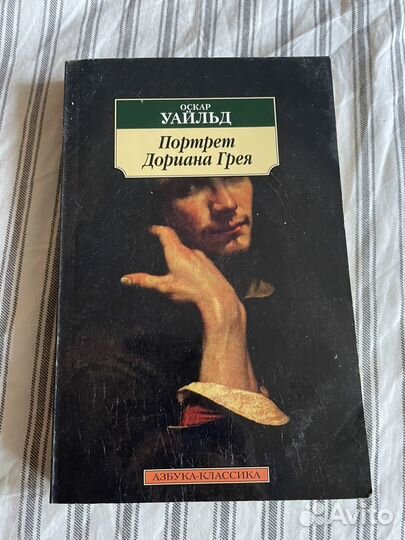 ОСКАР
УАЙЛЬД
Портрет
Дориана Грея
АЗБУКА-КЛАССИКА
Avito